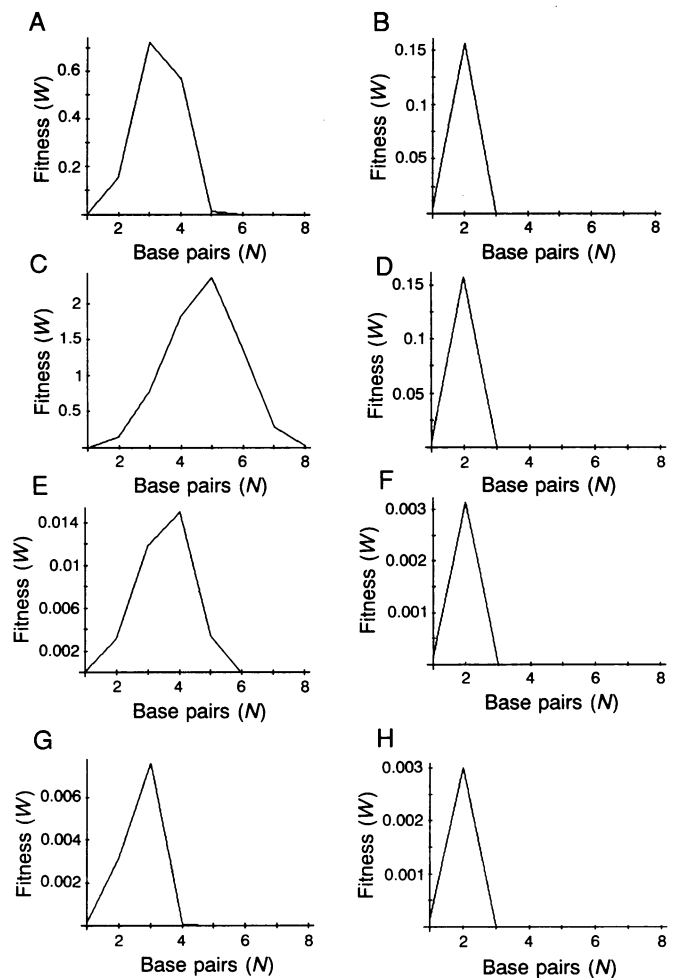 A
Fitness (W)
0.6
0.4
0.2
2 4 6 8
Base pairs (N)
B
Fitness (W)
0.15
0.1
0.05
2 4 6 8
Base pairs (N)
C
Fitness (W)
2
1.5
1
0.5
2 4 6 8
Base pairs (N)
D
Fitness (W)
0.15
0.1
0.05
2 4 6 8
Base pairs (N)
E
Fitness (W)
0.014
0.01
0.006
0.002
2 4 6 8
Base pairs (N)
F
Fitness (W)
0.003
0.002
0.001
2 4 6 8
Base pairs (N)
G
Fitness (W)
0.006
0.004
0.002
2 4 6 8
Base pairs (N)
H
Fitness (W)
0.003
0.002
0.001
2 4 6 8
Base pairs (N)